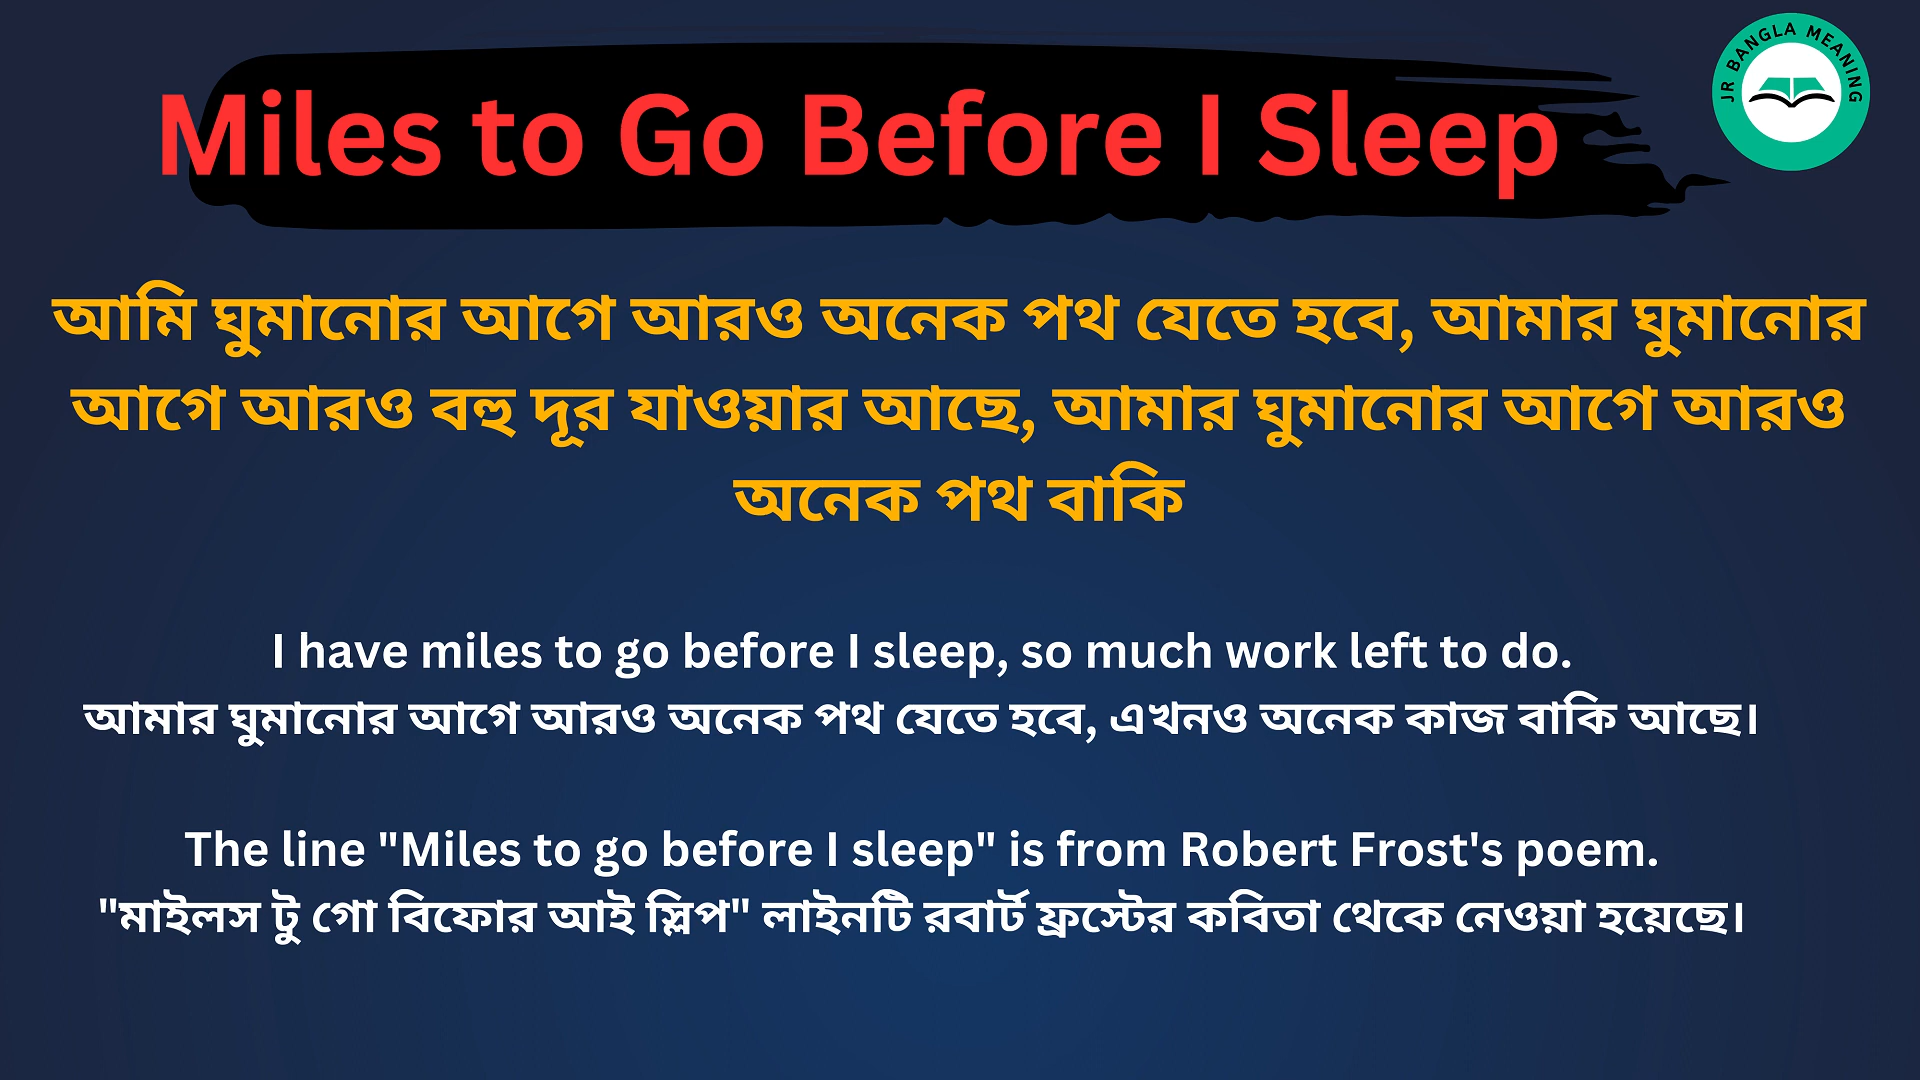 Miles to Go Before I Sleep
JR BANGLA MEANING
আমি ঘুমানোর আগে আরও অনেক পথ যেতে হবে, আমার ঘুমানোর
আগে আরও বহু দূর যাওয়ার আছে, আমার ঘুমানোর আগে আরও
অনেক পথ বাকি
I have miles to go before I sleep, so much work left to do.
আমার ঘুমানোর আগে আরও অনেক পথ যেতে হবে, এখনও অনেক কাজ বাকি আছে।
The line "Miles to go before I sleep" is from Robert Frost's poem.
"মাইলস টু গো বিফোর আই স্লিপ" লাইনটি রবার্ট ফ্রস্টের কবিতা থেকে নেওয়া হয়েছে।